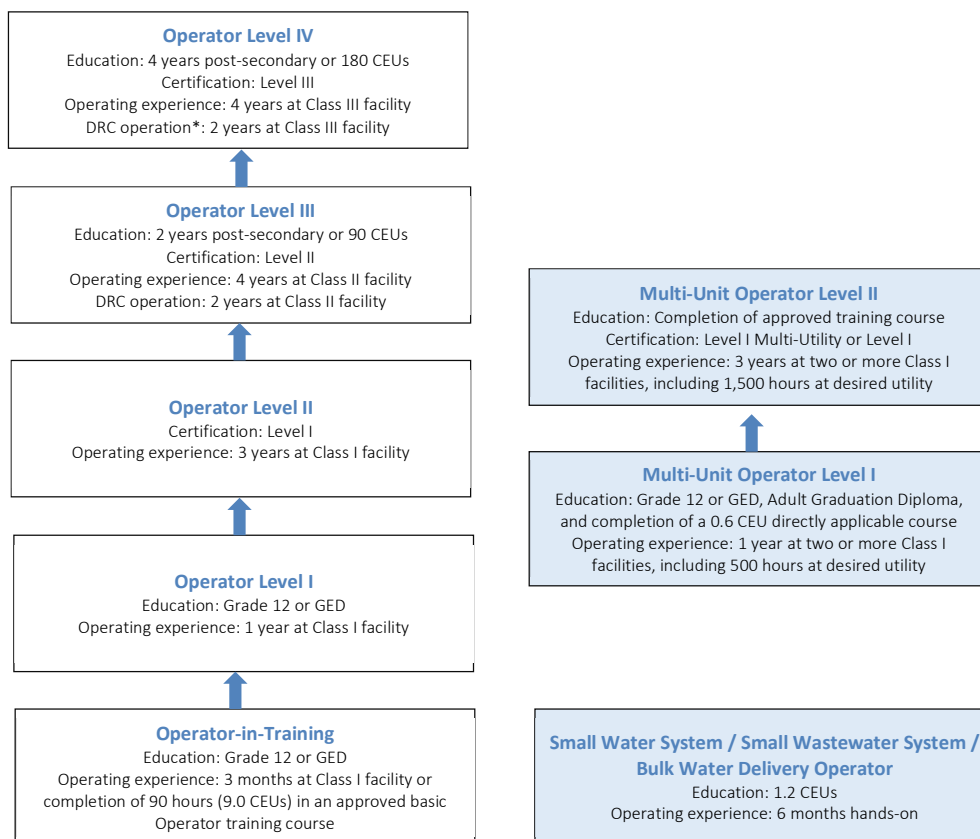 Operator Level IV
Education: 4 years post-secondary or 180 CEUs
Certification: Level III
Operating experience: 4 years at Class III facility
DRC operation*: 2 years at Class III facility
Operator Level III
Education: 2 years post-secondary or 90 CEUs
Certification: Level II
Operating experience: 4 years at Class II facility
DRC operation: 2 years at Class II facility
Operator Level II
Certification: Level I
Operating experience: 3 years at Class I facility
Operator Level I
Education: Grade 12 or GED
Operating experience: 1 year at Class I facility
Operator-in-Training
Education: Grade 12 or GED
Operating experience: 3 months at Class I facility or
completion of 90 hours (9.0 CEUs) in an approved basic
Operator training course
Multi-Unit Operator Level II
Education: Completion of approved training course
Certification: Level I Multi-Utility or Level I
Operating experience: 3 years at two or more Class I
facilities, including 1,500 hours at desired utility
Multi-Unit Operator Level I
Education: Grade 12 or GED, Adult Graduation Diploma,
and completion of a 0.6 CEU directly applicable course
Operating experience: 1 year at two or more Class I
facilities, including 500 hours at desired utility
Small Water System / Small Wastewater System /
Bulk Water Delivery Operator
Education: 1.2 CEUs
Operating experience: 6 months hands-on